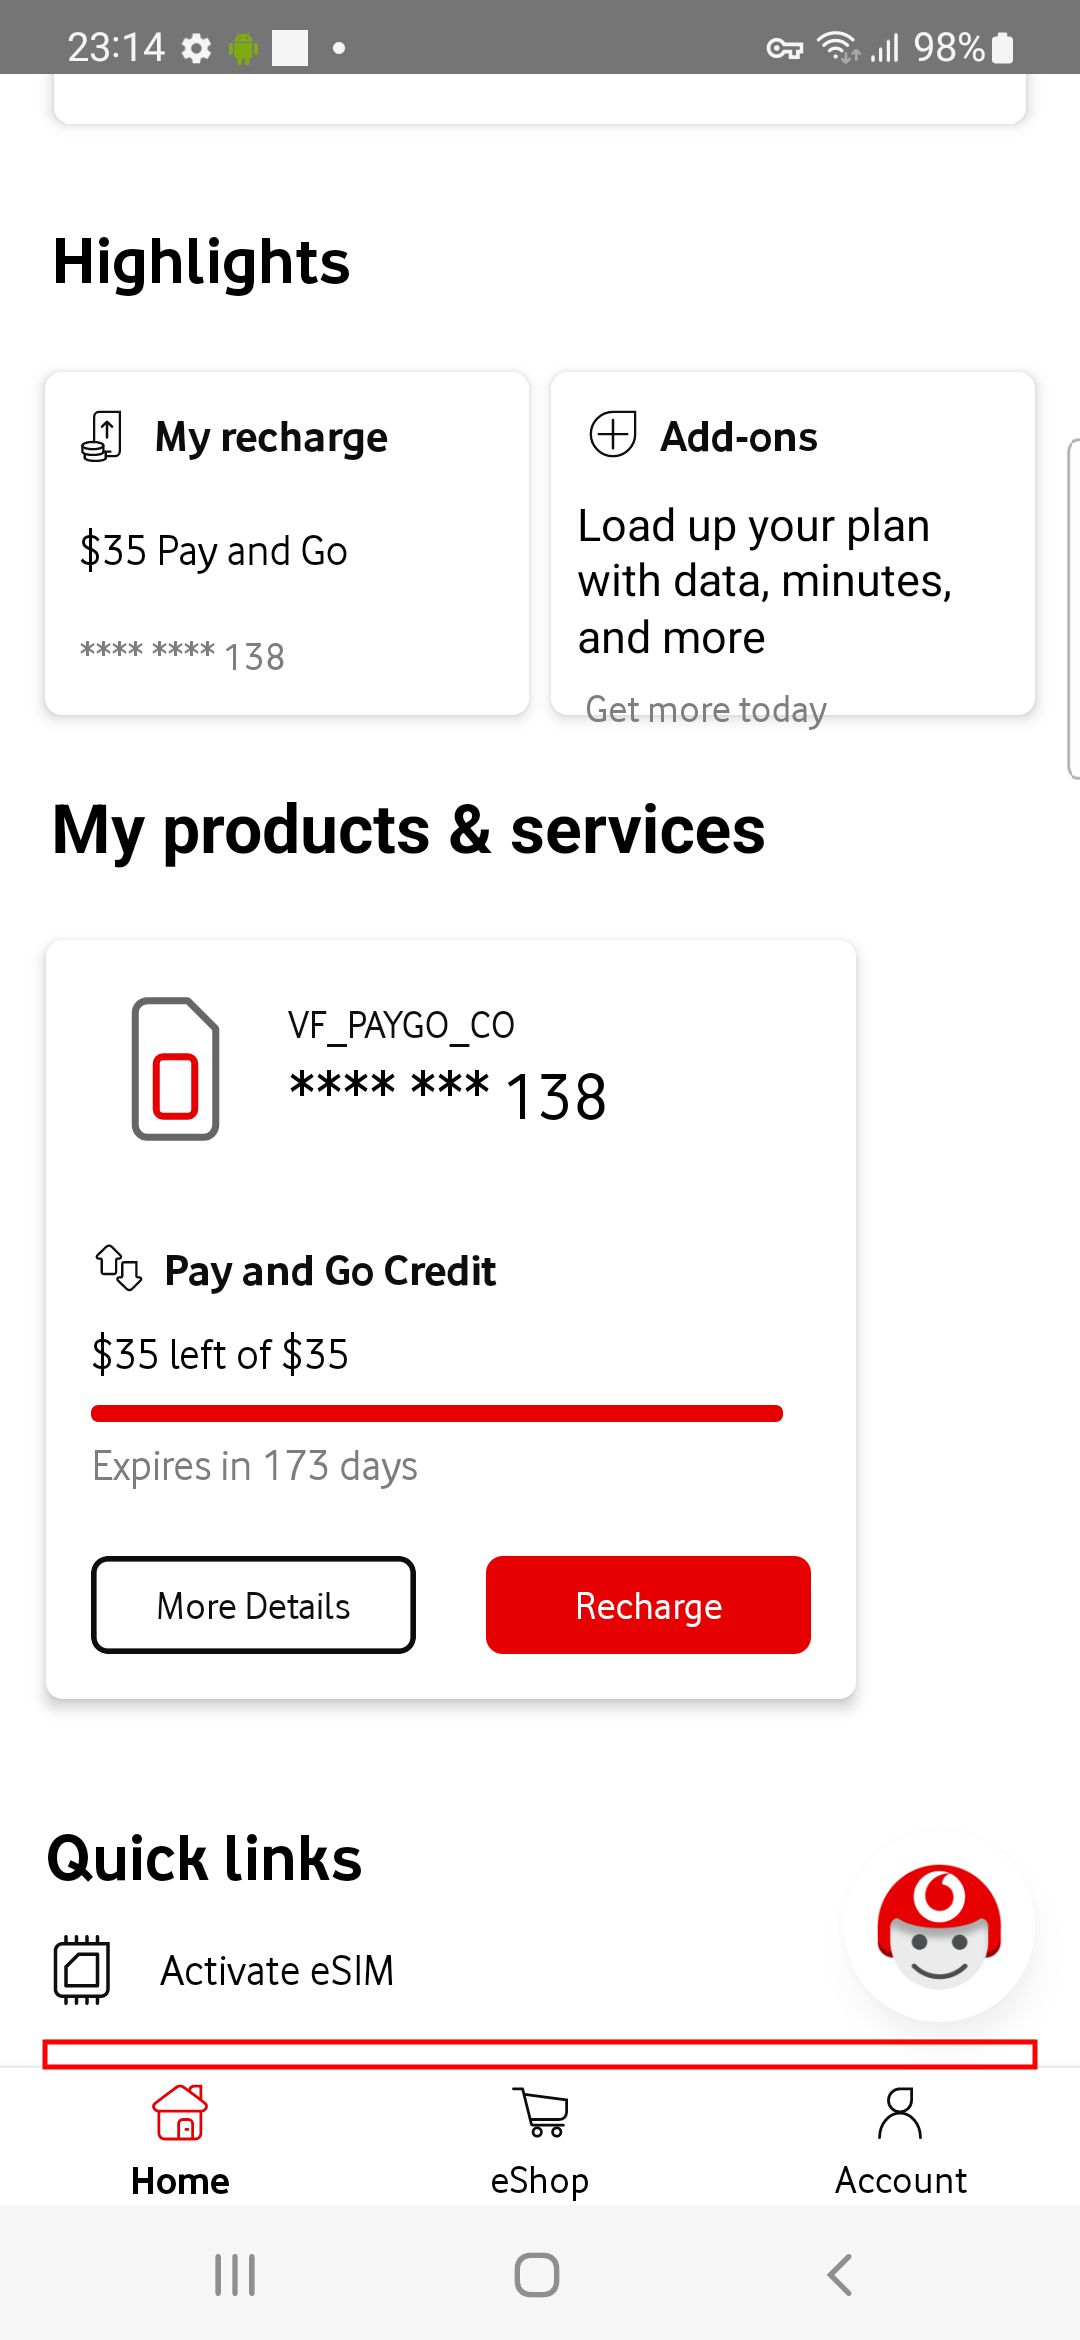 23:14
98%
Highlights
My recharge
$35 Pay and Go
**** **** 138
Add-ons
Load up your plan
with data, minutes,
and more
Get more today
My products & services
VF_PAYGO_CO
**** *** 138
Pay and Go Credit
$35 left of $35
Expires in 173 days
More Details
Recharge
Quick links
Activate eSIM
Home
eShop
Account